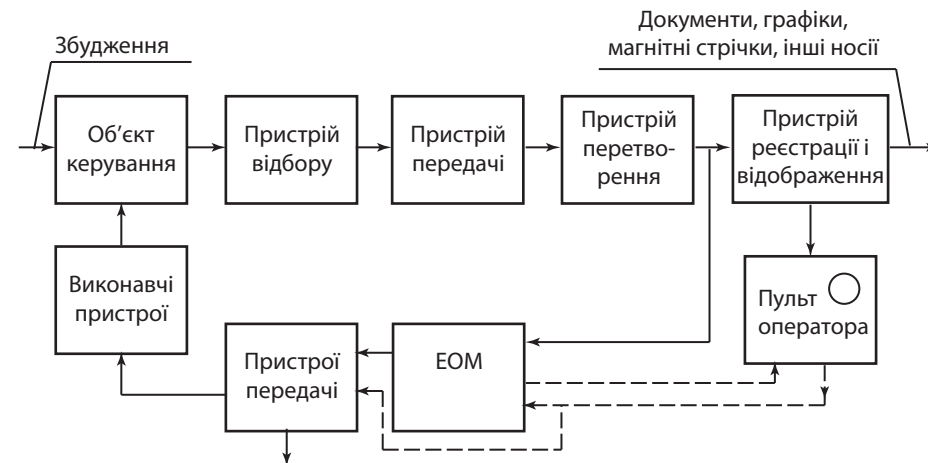 Збудження
Документи, графіки,
магнітні стрічки, інші носії
Об’єкт
керування
Пристрій
відбору
Пристрій
передачі
Пристрій
перетво-
рення
Пристрій
реєстрації і
відображення
Виконавчі
пристрої
Пристрої
передачі
ЕОМ
Пульт
оператора